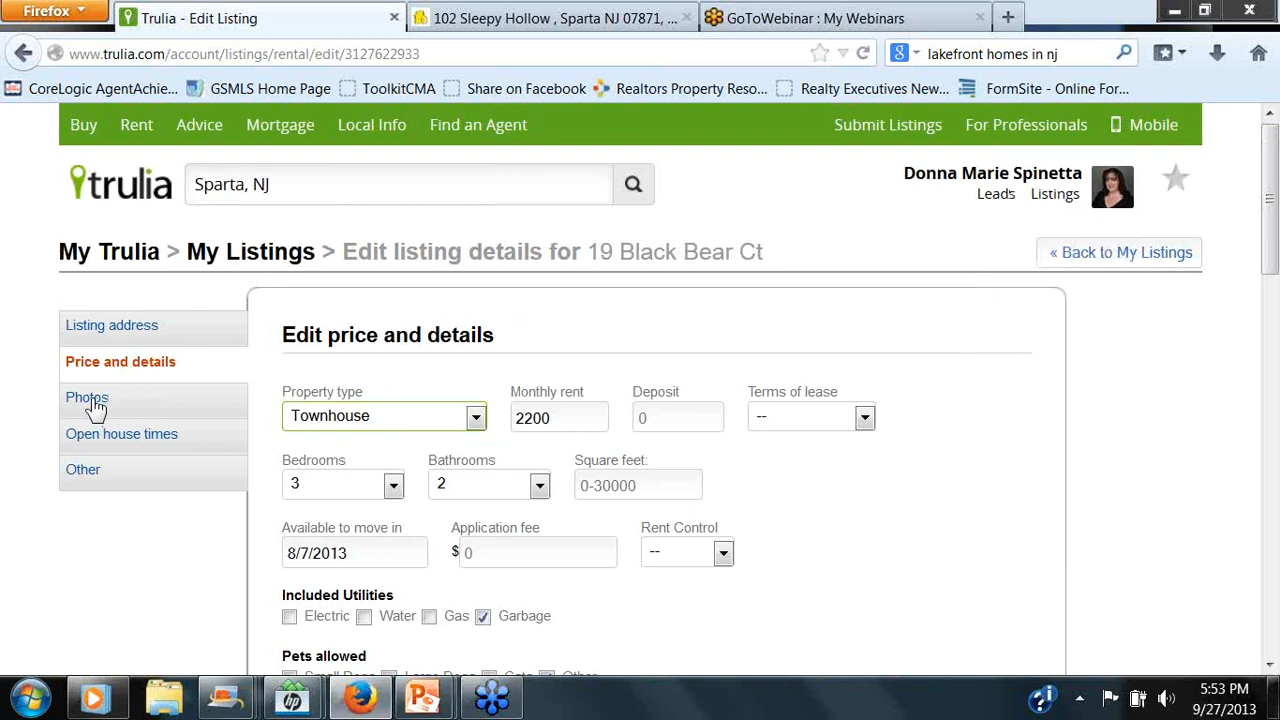 Firefox
Trulia - Edit Listing
102 Sleepy Hollow , Sparta NJ 07871, ...
GoToWebinar : My Webinars
www.trulia.com/account/listings/rental/edit/3127622933
lakefront homes in nj
CoreLogic AgentAchie...
GSMLS Home Page
ToolkitCMA
Share on Facebook
Realtors Property Reso...
Realty Executives New...
FormSite - Online For...
Buy Rent Advice Mortgage Local Info Find an Agent Submit Listings For Professionals Mobile
trulia
Sparta, NJ
Donna Marie Spinetta
Leads Listings
My Trulia > My Listings > Edit listing details for 19 Black Bear Ct
« Back to My Listings
Listing address
Price and details
Photos
Open house times
Other
Edit price and details
Property type Monthly rent Deposit Terms of lease
Townhouse 2200 0 --
Bedrooms Bathrooms Square feet:
3 2 0-30000
Available to move in Application fee Rent Control
8/7/2013 $ 0 --
Included Utilities
Electric Water Gas Garbage
Pets allowed
Small Dogs Large Dogs Cats Other
5:53 PM
9/27/2013